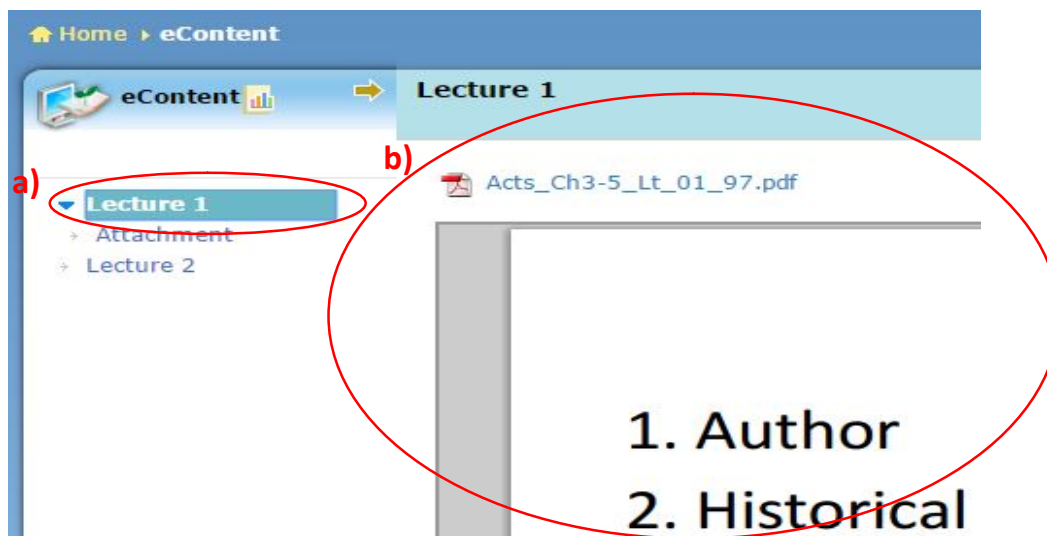 Home eContent
eContent
Lecture 1
b)
a)
Acts_Ch3-5_Lt_01_97.pdf
Lecture 1
Attachment
Lecture 2
1. Author
2. Historical